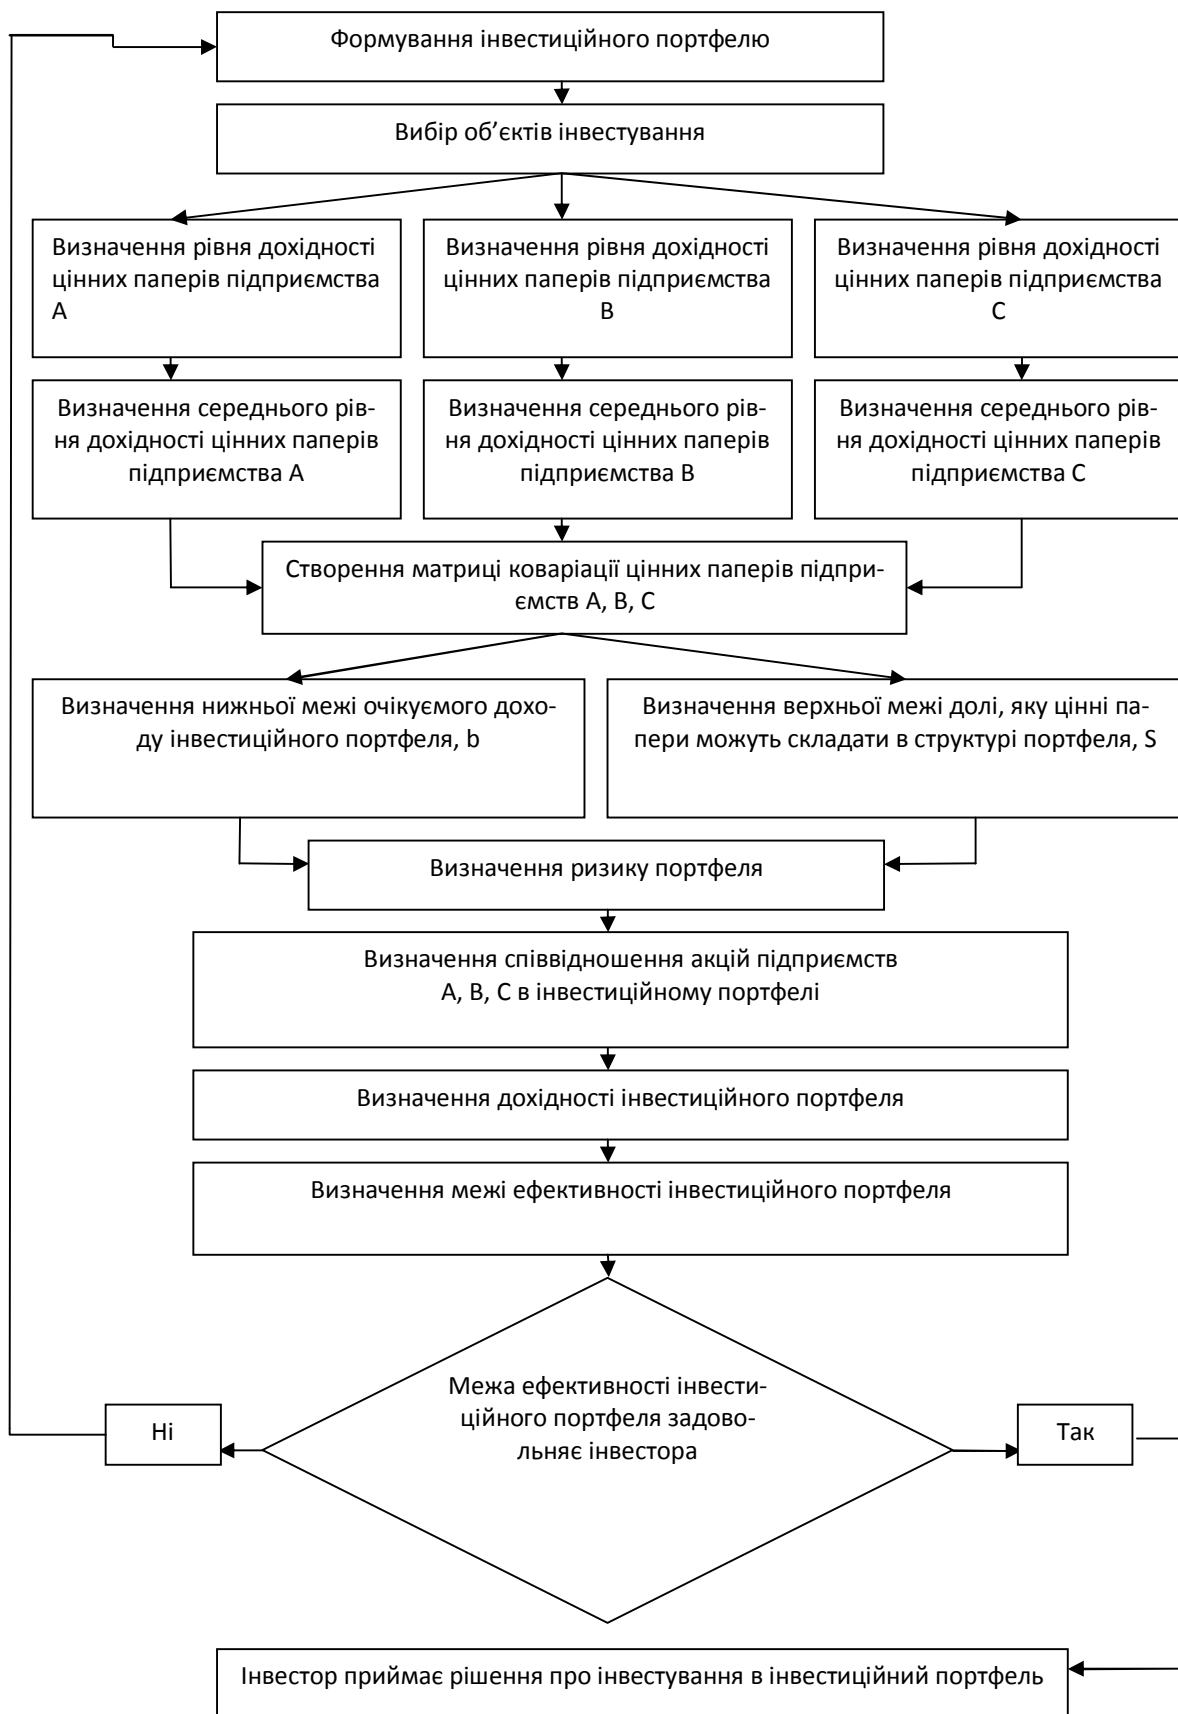 Формування інвестиційного портфелю
Вибір об’єктів інвестування
Визначення рівня дохідності
цінних паперів підприємства
А
Визначення рівня дохідності
цінних паперів підприємства
В
Визначення рівня дохідності
цінних паперів підприємства
С
Визначення середнього рів-
ня дохідності цінних паперів
підприємства А
Визначення середнього рів-
ня дохідності цінних паперів
підприємства В
Визначення середнього рів-
ня дохідності цінних паперів
підприємства С
Створення матриці коваріації цінних паперів підпри-
ємств А, В, С
Визначення нижньої межі очікуємого дохо-
ду інвестиційного портфеля, b
Визначення верхньої межі долі, яку цінні па-
пери можуть складати в структурі портфеля, S
Визначення ризику портфеля
Визначення співвідношення акцій підприємств
А, В, С в інвестиційному портфелі
Визначення дохідності інвестиційного портфеля
Визначення межі ефективності інвестиційного портфеля
Межа ефективності інвести-
ційного портфеля задово-
льняє інвестора
Ні
Так
Інвестор приймає рішення про інвестування в інвестиційний портфель